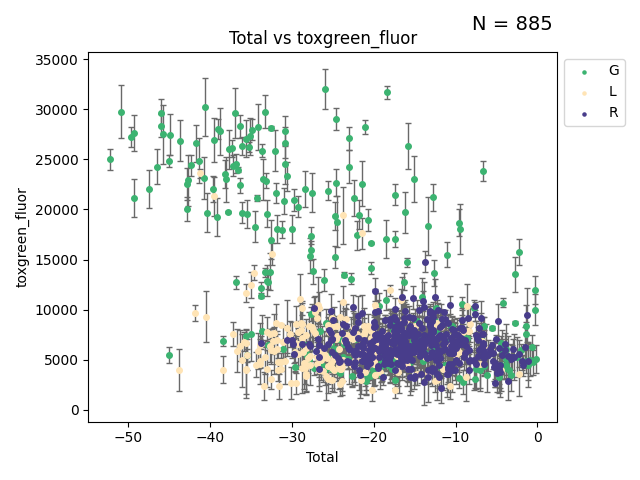 N = 885
Total vs toxgreen_fluor
35000
30000
25000
20000
15000
10000
5000
0
toxgreen_fluor
−50 −40 −30 −20 −10 0
Total
G
L
R